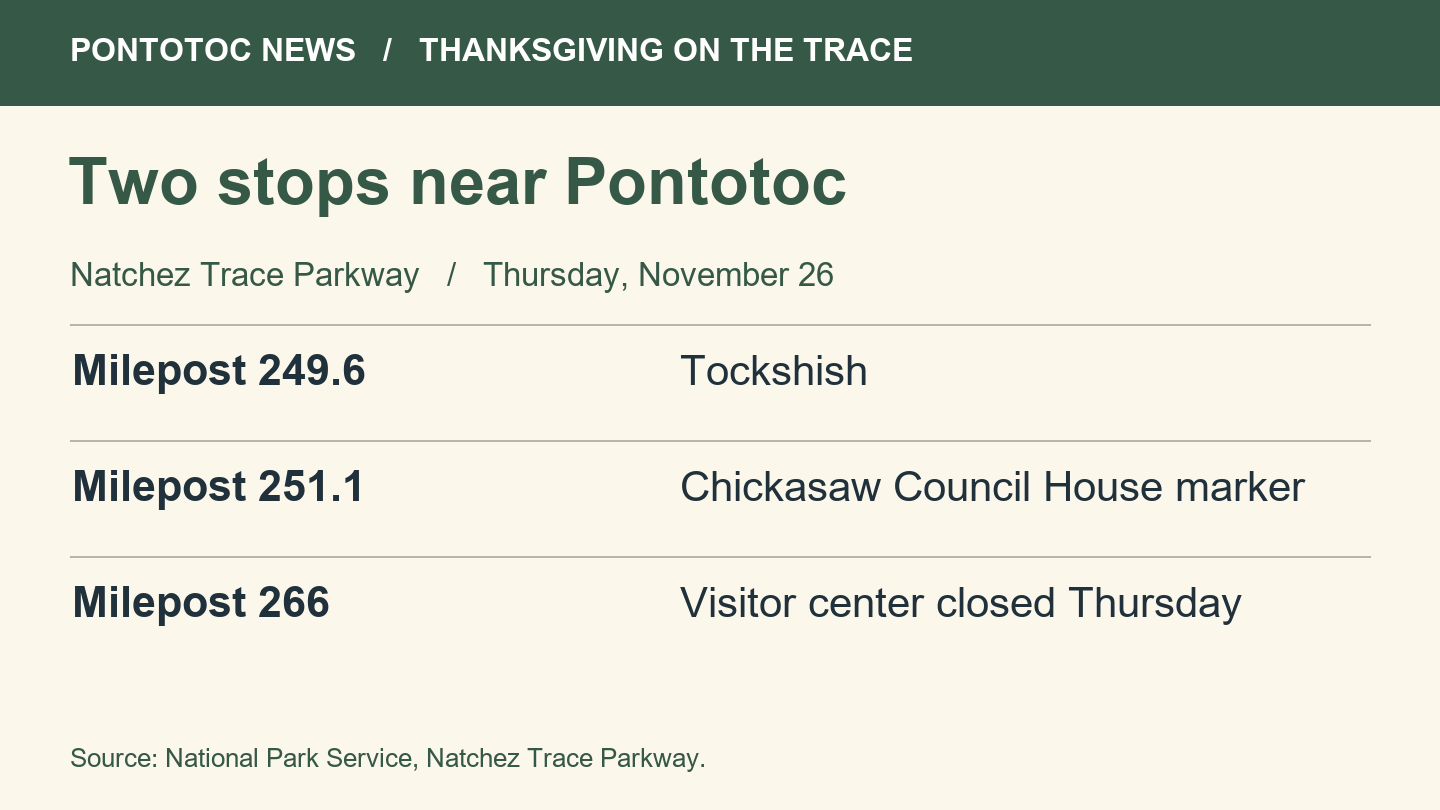 PONTOTOC NEWS / THANKSGIVING ON THE TRACE
Two stops near Pontotoc
Natchez Trace Parkway / Thursday, November 26
Milepost 249.6 Tockshish
Milepost 251.1 Chickasaw Council House marker
Milepost 266 Visitor center closed Thursday
Source: National Park Service, Natchez Trace Parkway.